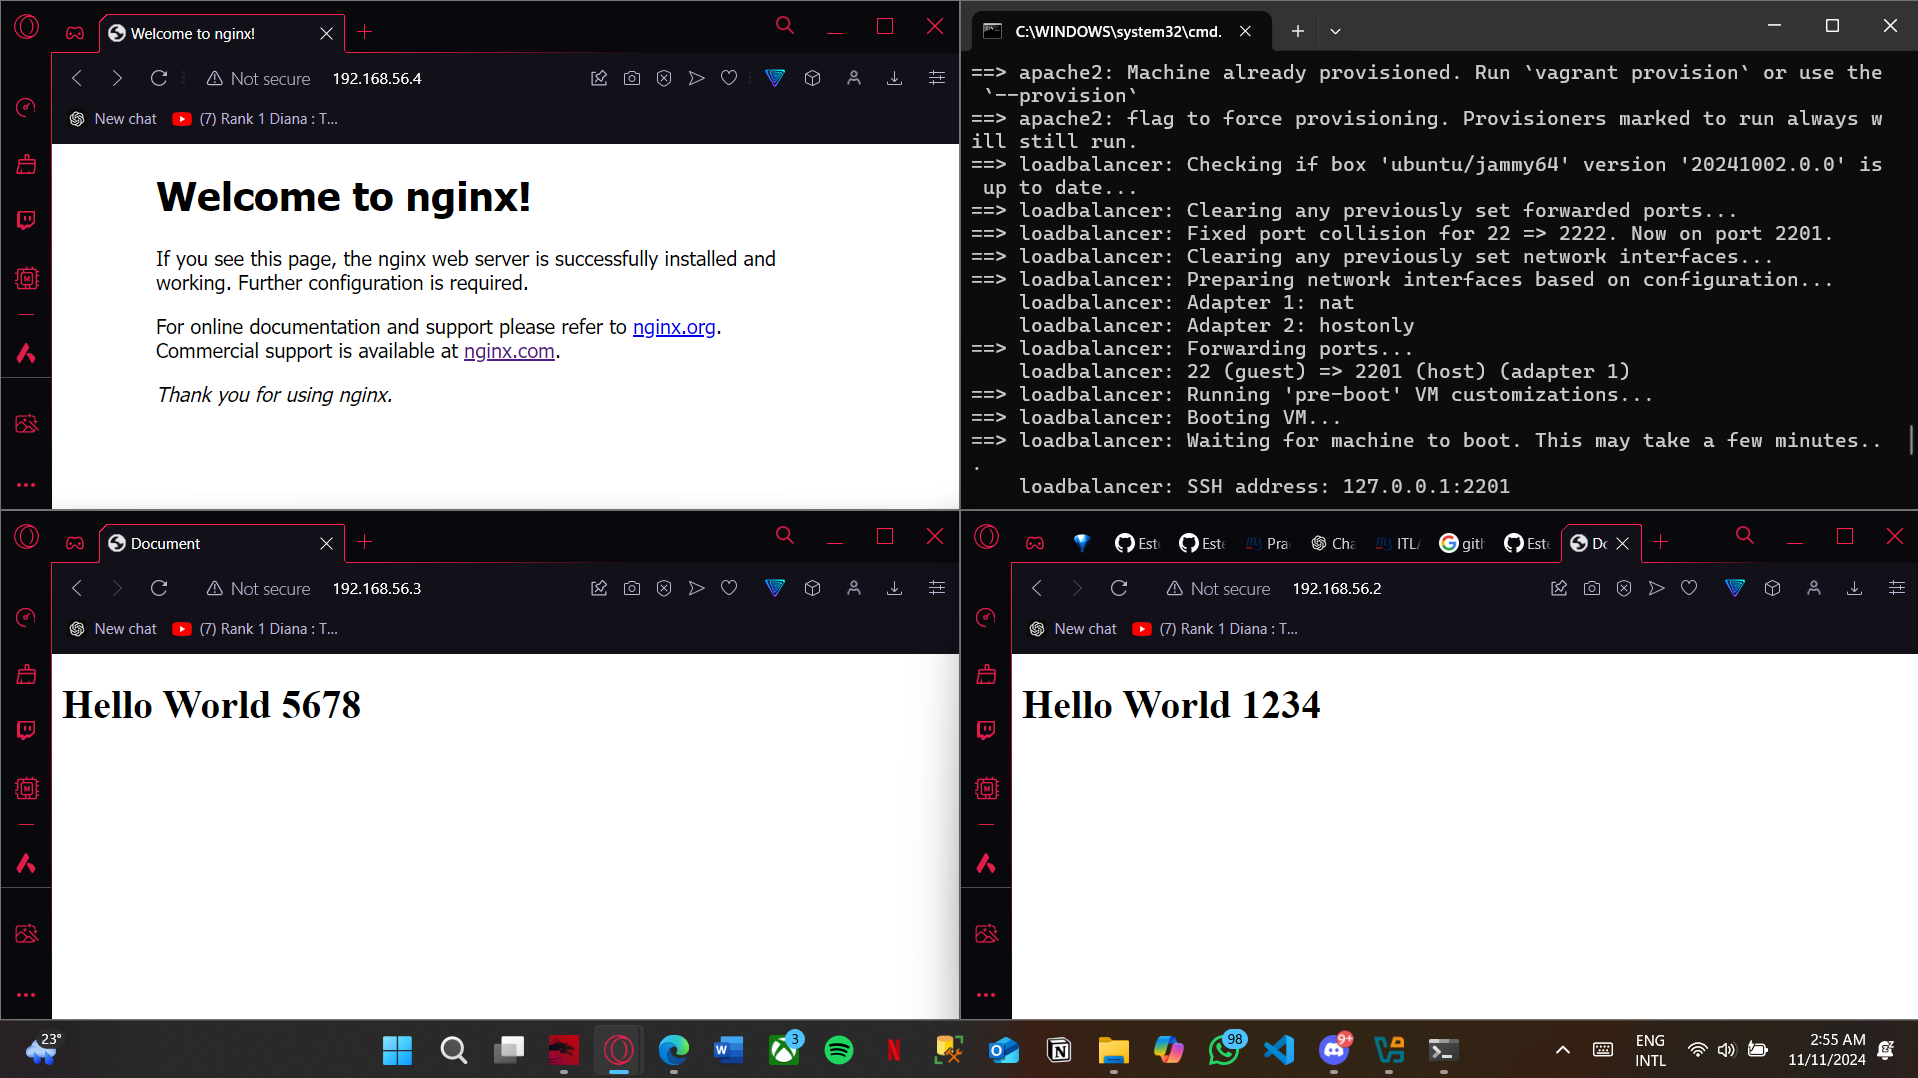 Welcome to nginx!
Not secure 192.168.56.4
New chat (7) Rank 1 Diana : T...
Welcome to nginx!
If you see this page, the nginx web server is successfully installed and
working. Further configuration is required.
For online documentation and support please refer to nginx.org.
Commercial support is available at nginx.com.
Thank you for using nginx.
C:\WINDOWS\system32\cmd.
==> apache2: Machine already provisioned. Run `vagrant provision` or use the
`--provision`
==> apache2: flag to force provisioning. Provisioners marked to run always w
ill still run.
==> loadbalancer: Checking if box 'ubuntu/jammy64' version '20241002.0.0' is
up to date...
==> loadbalancer: Clearing any previously set forwarded ports...
==> loadbalancer: Fixed port collision for 22 => 2222. Now on port 2201.
==> loadbalancer: Clearing any previously set network interfaces...
==> loadbalancer: Preparing network interfaces based on configuration...
loadbalancer: Adapter 1: nat
loadbalancer: Adapter 2: hostonly
==> loadbalancer: Forwarding ports...
loadbalancer: 22 (guest) => 2201 (host) (adapter 1)
==> loadbalancer: Running 'pre-boot' VM customizations...
==> loadbalancer: Booting VM...
==> loadbalancer: Waiting for machine to boot. This may take a few minutes..
.
loadbalancer: SSH address: 127.0.0.1:2201
Document
Not secure 192.168.56.3
New chat (7) Rank 1 Diana : T...
Hello World 5678
Este Este Pra Cha ITLA gith Este Do
Not secure 192.168.56.2
New chat (7) Rank 1 Diana : T...
Hello World 1234
23°
3
98
9+
ENG
INTL
2:55 AM
11/11/2024